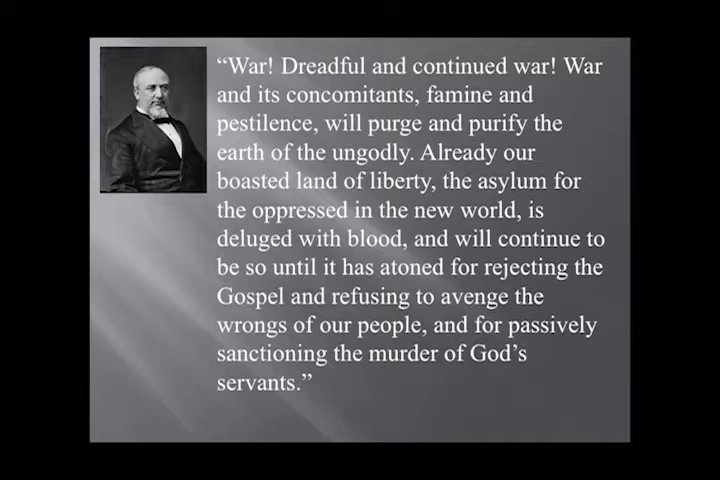 “War! Dreadful and continued war! War
and its concomitants, famine and
pestilence, will purge and purify the
earth of the ungodly. Already our
boasted land of liberty, the asylum for
the oppressed in the new world, is
deluged with blood, and will continue to
be so until it has atoned for rejecting the
Gospel and refusing to avenge the
wrongs of our people, and for passively
sanctioning the murder of God’s
servants.”